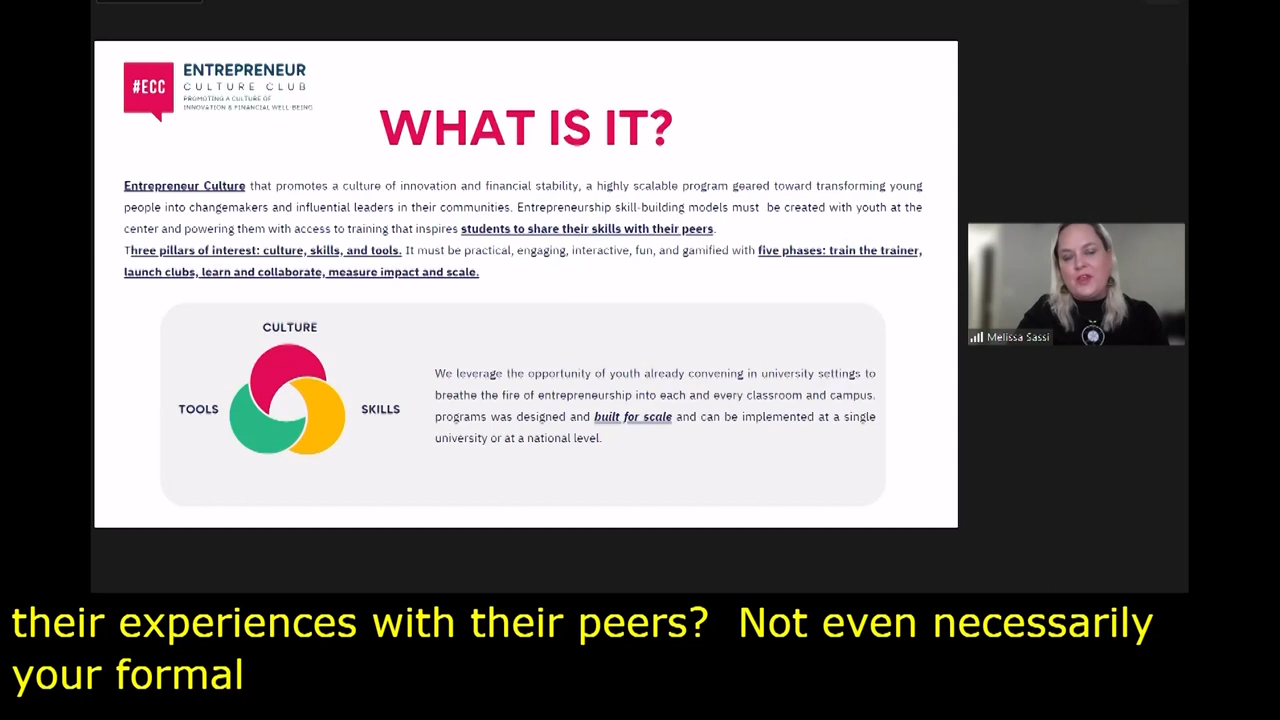 #ECC
ENTREPRENEUR
CULTURE CLUB
PROMOTING A CULTURE OF
INNOVATION & FINANCIAL WELL-BEING
WHAT IS IT?
Entrepreneur Culture that promotes a culture of innovation and financial stability, a highly scalable program geared toward transforming young
people into changemakers and influential leaders in their communities. Entrepreneurship skill-building models must be created with youth at the
center and powering them with access to training that inspires students to share their skills with their peers.
Three pillars of interest: culture, skills, and tools. It must be practical, engaging, interactive, fun, and gamified with five phases: train the trainer,
launch clubs, learn and collaborate, measure impact and scale.
CULTURE
TOOLS
SKILLS
We leverage the opportunity of youth already convening in university settings to
breathe the fire of entrepreneurship into each and every classroom and campus.
programs was designed and built for scale and can be implemented at a single
university or at a national level.
Melissa Sassi
their experiences with their peers?  Not even necessarily
your formal